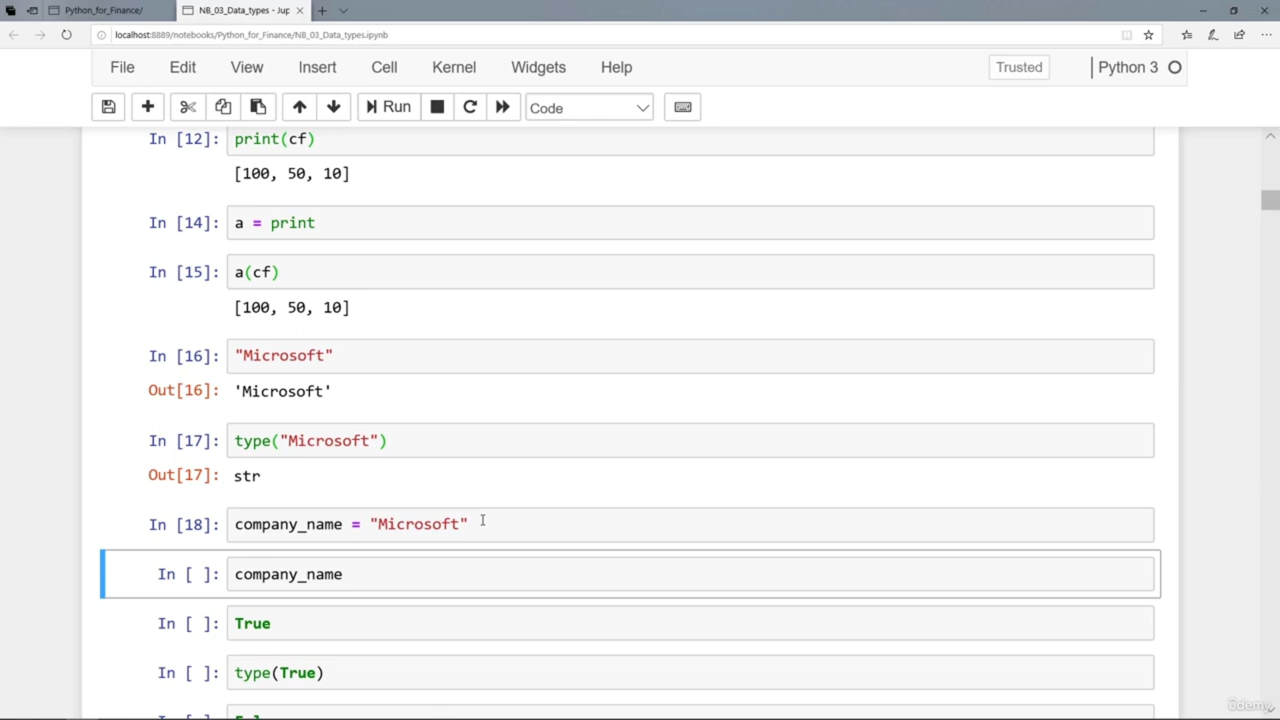 Python_for_Finance/
NB_03_Data_types - Jup
localhost:8889/notebooks/Python_for_Finance/NB_03_Data_types.ipynb
File Edit View Insert Cell Kernel Widgets Help Trusted Python 3
Run Code
In [12]: print(cf)
[100, 50, 10]
In [14]: a = print
In [15]: a(cf)
[100, 50, 10]
In [16]: "Microsoft"
Out[16]: 'Microsoft'
In [17]: type("Microsoft")
Out[17]: str
In [18]: company_name = "Microsoft"
In [ ]: company_name
In [ ]: True
In [ ]: type(True)
Udemy